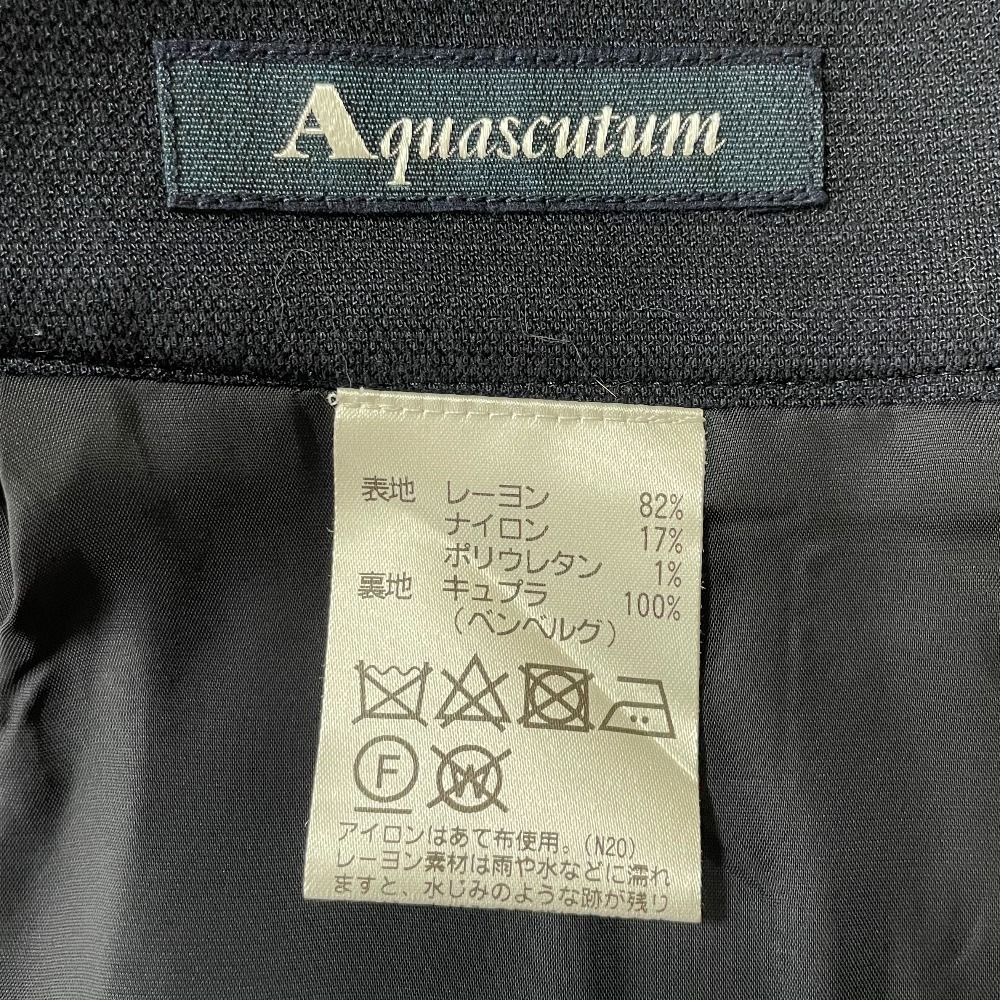 Aquascutum
表地 レーヨン 82%
ナイロン 17%
ポリウレタン 1%
裏地 キュプラ 100%
(ベンベルグ)
F W
アイロンはあて布使用。(N20)
レーヨン素材は雨や水などに濡れ
ますと、水じみのような跡が残り